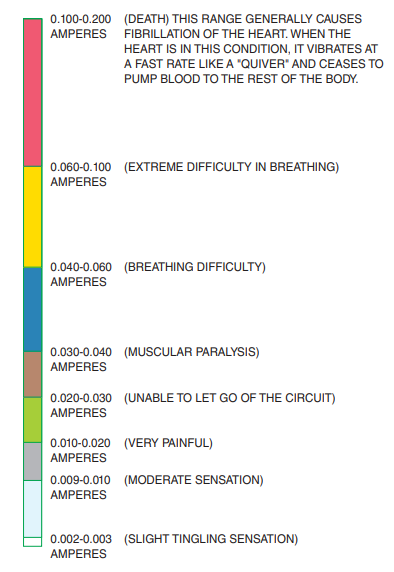 0.100-0.200 (DEATH) THIS RANGE GENERALLY CAUSES
AMPERES FIBRILLATION OF THE HEART. WHEN THE
HEART IS IN THIS CONDITION, IT VIBRATES AT
A FAST RATE LIKE A "QUIVER" AND CEASES TO
PUMP BLOOD TO THE REST OF THE BODY.
0.060-0.100 (EXTREME DIFFICULTY IN BREATHING)
AMPERES
0.040-0.060 (BREATHING DIFFICULTY)
AMPERES
0.030-0.040 (MUSCULAR PARALYSIS)
AMPERES
0.020-0.030 (UNABLE TO LET GO OF THE CIRCUIT)
AMPERES
0.010-0.020 (VERY PAINFUL)
AMPERES
0.009-0.010 (MODERATE SENSATION)
AMPERES
0.002-0.003 (SLIGHT TINGLING SENSATION)
AMPERES